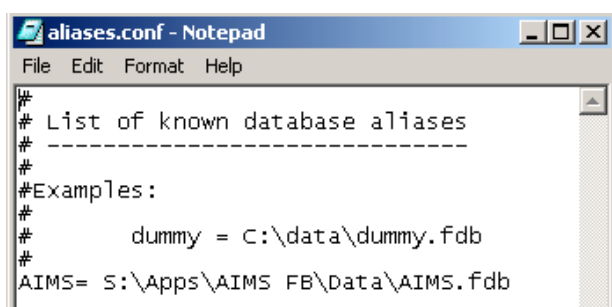 aliases.conf - Notepad
File Edit Format Help
#
# List of known database aliases
# ------------------------------
#
#Examples:
#
# dummy = C:\data\dummy.fdb
#
AIMS= S:\Apps\AIMS FB\Data\AIMS.fdb